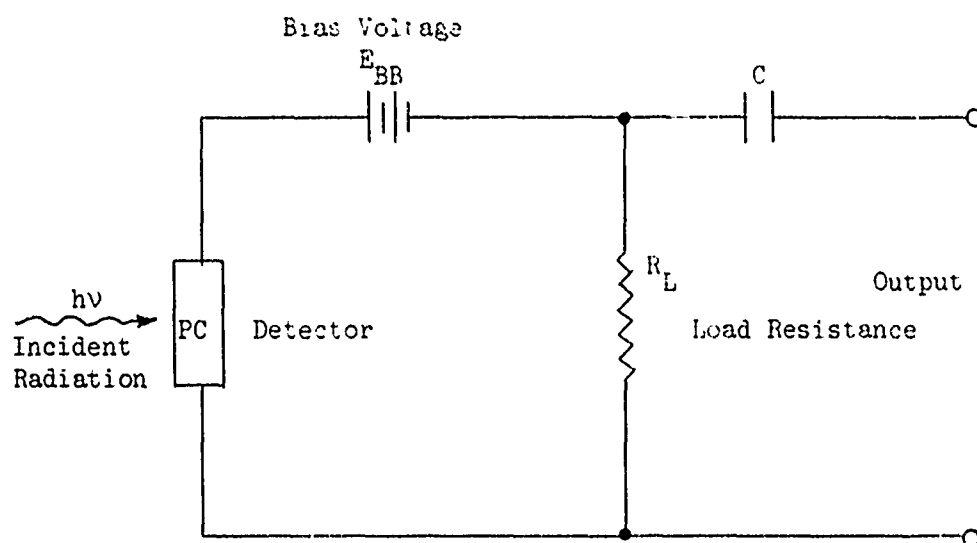 Bias Voltage
E_BB
C
R_L
Output
hν
PC
Detector
Load Resistance
Incident
Radiation